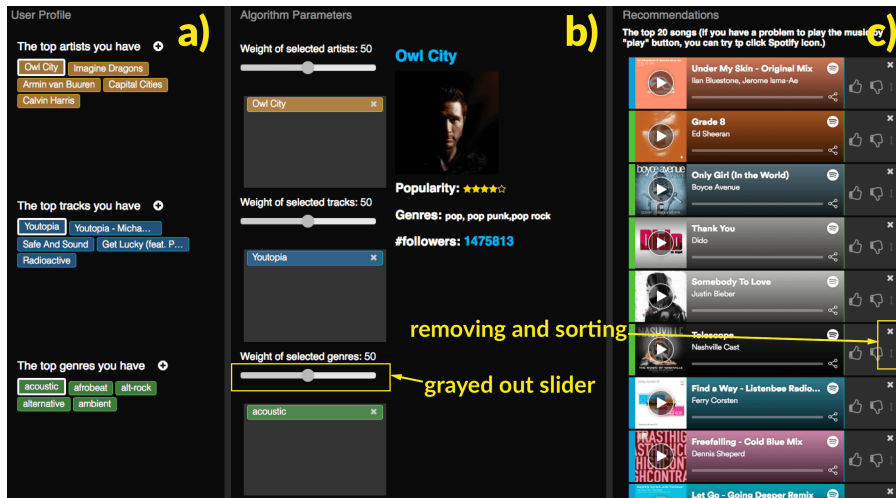 User Profile
a)
The top artists you have
Owl City
Imagine Dragons
Armin van Buuren
Capital Cities
Calvin Harris
The top tracks you have
Youtopia
Youtopia - Micha...
Safe And Sound
Get Lucky (feat. P...
Radioactive
The top genres you have
acoustic
afrobeat
alt-rock
alternative
ambient
Algorithm Parameters
b)
Weight of selected artists: 50
Owl City
Weight of selected tracks: 50
Youtopia
Weight of selected genres: 50
acoustic
Owl City
Popularity:
Genres: pop, pop punk,pop rock
#followers: 1475813
removing and sorting
grayed out slider
Recommendations
c)
The top 20 songs (if you have a problem to play the music by
"play" button, you can try tp click Spotify icon.)
Under My Skin - Original Mix
Ilan Bluestone, Jerome Isma-Ae
Grade 8
Ed Sheeran
boyce avenue
Only Girl (In the World)
Boyce Avenue
Thank You
Dido
Somebody To Love
Justin Bieber
NASHVILLE
Telescope
Nashville Cast
Find a Way - Listenbee Radio...
Ferry Corsten
Freefalling - Cold Blue Mix
Dennis Sheperd
Let Go - Going Deeper Remix